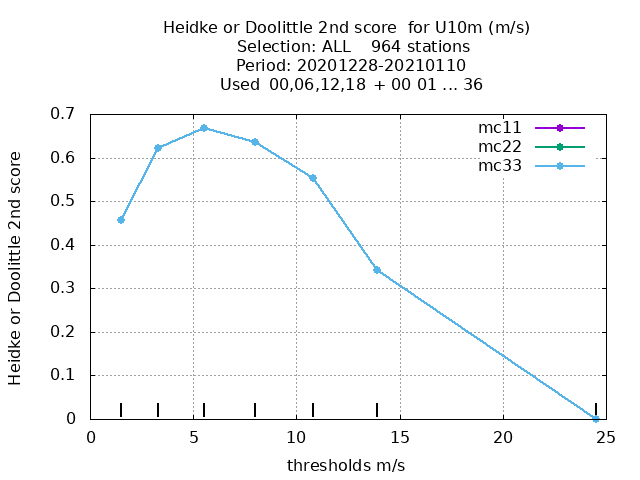 Heidke or Doolittle 2nd score  for U10m (m/s)
Selection: ALL    964 stations
Period: 20201228-20210110
Used  00,06,12,18  + 00 01 ... 36
Heidke or Doolittle 2nd score
0.7
0.6
0.5
0.4
0.3
0.2
0.1
0
mc11
mc22
mc33
0 5 10 15 20 25
thresholds m/s